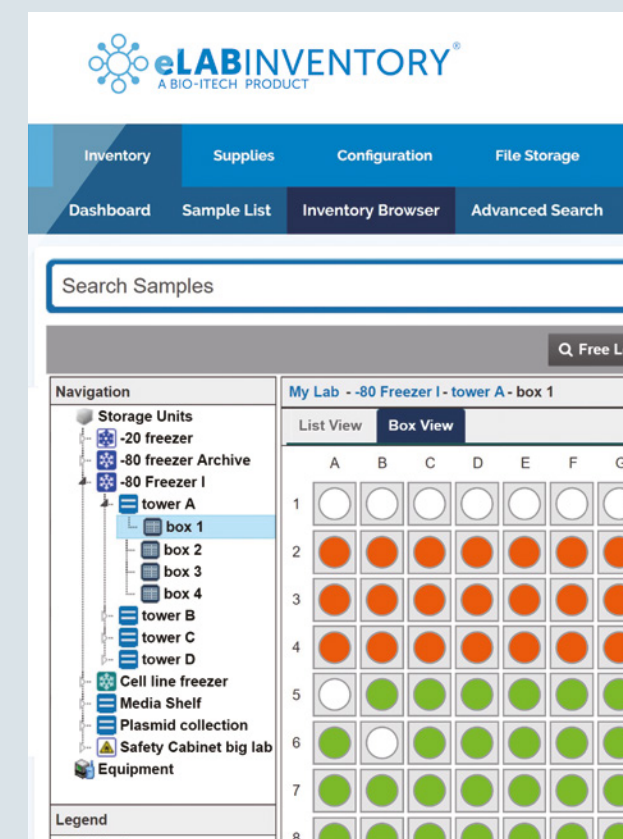 eLABINVENTORY®
A BIO-ITECH PRODUCT
Inventory Supplies Configuration File Storage
Dashboard Sample List Inventory Browser Advanced Search
Search Samples
Free L
Navigation
My Lab - -80 Freezer I - tower A - box 1
Storage Units
-20 freezer
-80 freezer Archive
-80 Freezer I
tower A
box 1
box 2
box 3
box 4
tower B
tower C
tower D
Cell line freezer
Media Shelf
Plasmid collection
Safety Cabinet big lab
Equipment
Legend
List View Box View
A B C D E F G
1
2
3
4
5
6
7
8